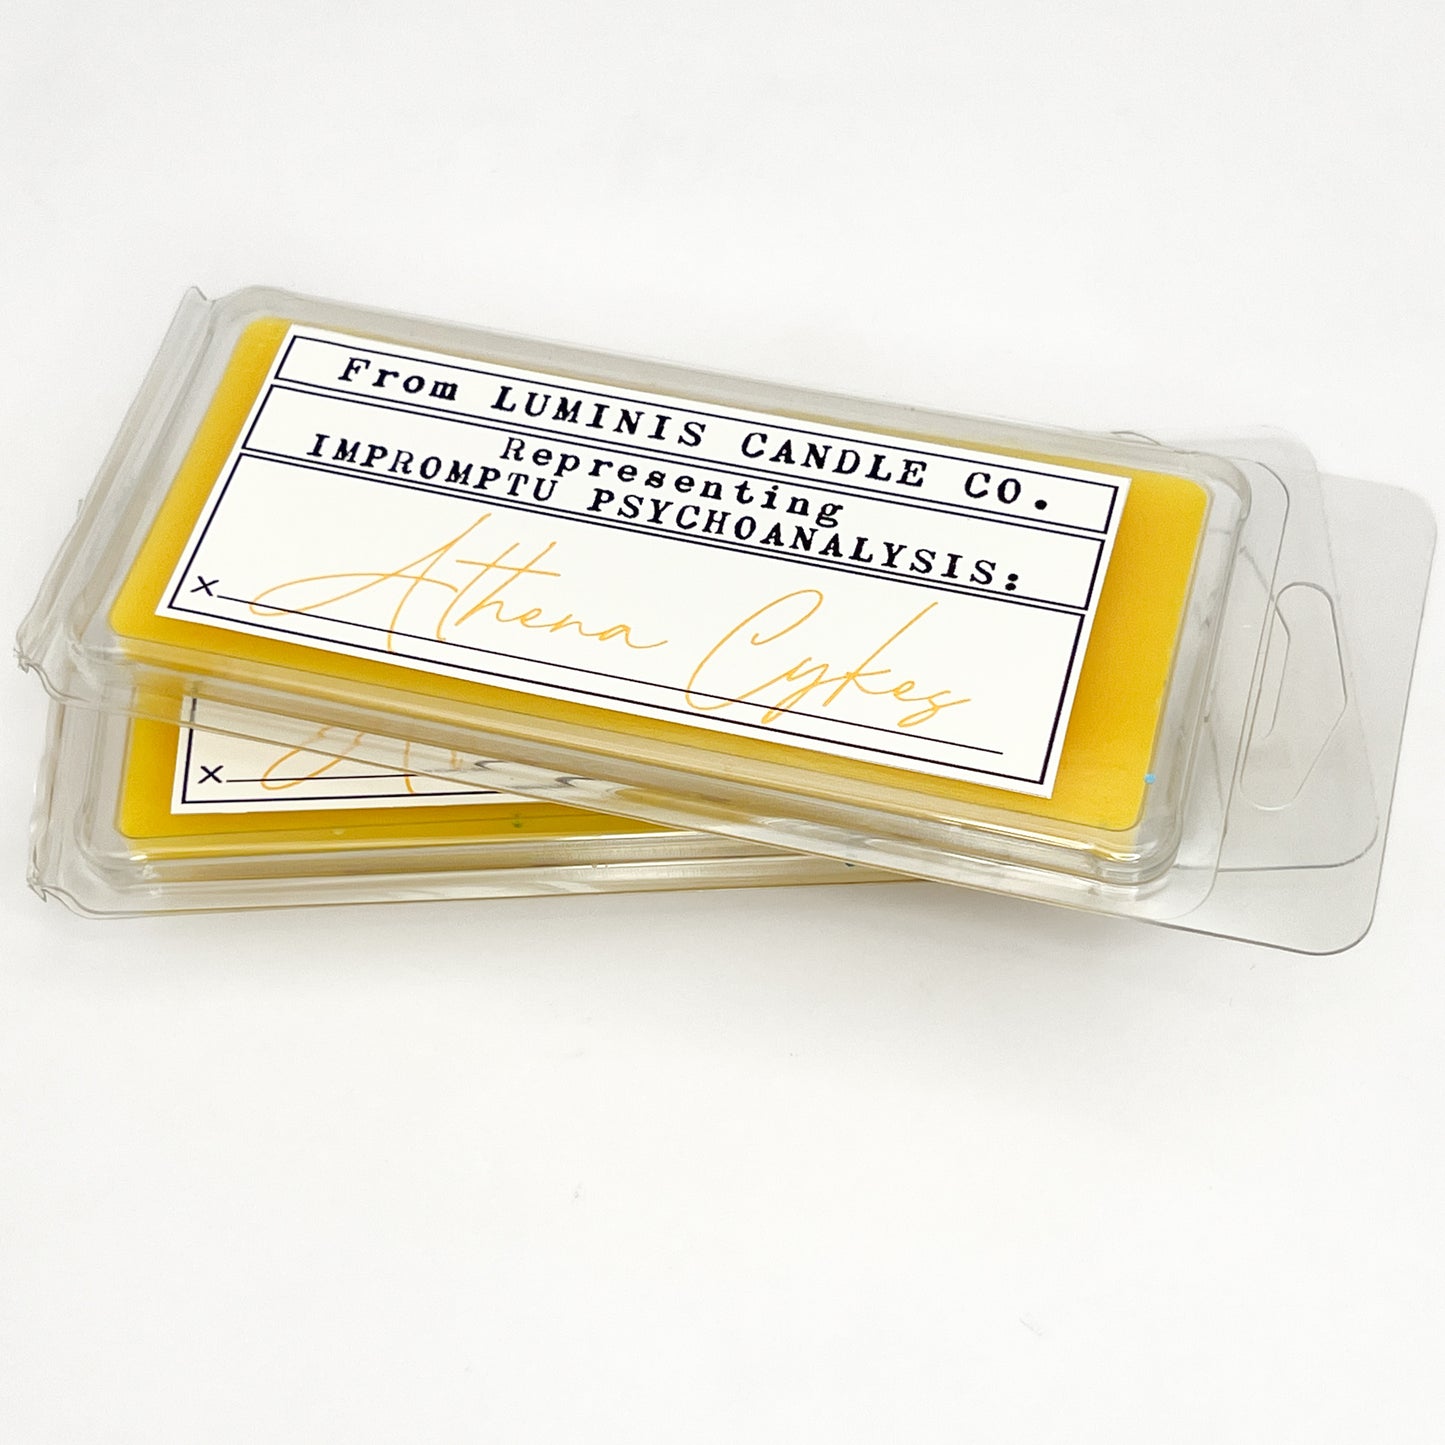 From LUMINIS CANDLE CO.
Representing
IMPROMPTU PSYCHOANALYSIS:
x Athena Cykes
x